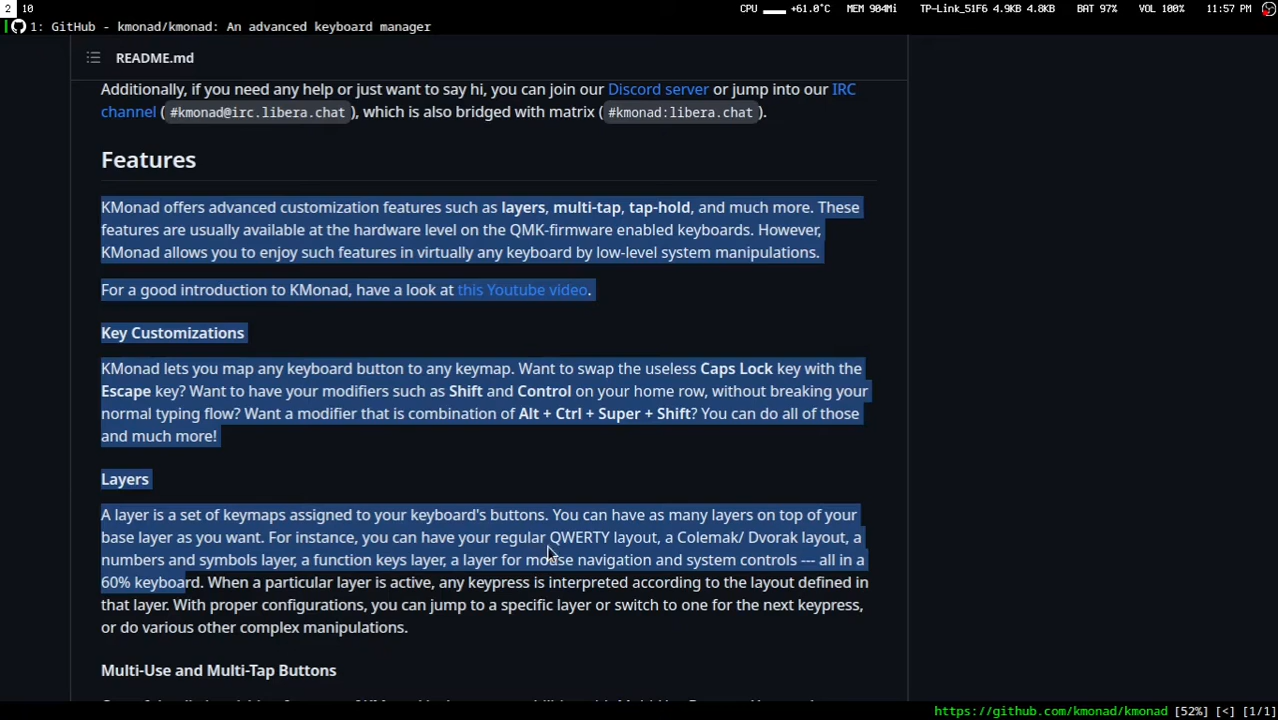 2 10 CPU +61.0°C MEM 904Mi TP-Link_51F6 4.9KB 4.8KB BAT 97% VOL 100% 11:57 PM
1: GitHub - kmonad/kmonad: An advanced keyboard manager
README.md
Additionally, if you need any help or just want to say hi, you can join our Discord server or jump into our IRC
channel ( #kmonad@irc.libera.chat ), which is also bridged with matrix ( #kmonad:libera.chat ).
Features
KMonad offers advanced customization features such as layers, multi-tap, tap-hold, and much more. These
features are usually available at the hardware level on the QMK-firmware enabled keyboards. However,
KMonad allows you to enjoy such features in virtually any keyboard by low-level system manipulations.
For a good introduction to KMonad, have a look at this Youtube video.
Key Customizations
KMonad lets you map any keyboard button to any keymap. Want to swap the useless Caps Lock key with the
Escape key? Want to have your modifiers such as Shift and Control on your home row, without breaking your
normal typing flow? Want a modifier that is combination of Alt + Ctrl + Super + Shift? You can do all of those
and much more!
Layers
A layer is a set of keymaps assigned to your keyboard's buttons. You can have as many layers on top of your
base layer as you want. For instance, you can have your regular QWERTY layout, a Colemak/ Dvorak layout, a
numbers and symbols layer, a function keys layer, a layer for mouse navigation and system controls --- all in a
60% keyboard. When a particular layer is active, any keypress is interpreted according to the layout defined in
that layer. With proper configurations, you can jump to a specific layer or switch to one for the next keypress,
or do various other complex manipulations.
Multi-Use and Multi-Tap Buttons
https://github.com/kmonad/kmonad [52%] [<] [1/1]